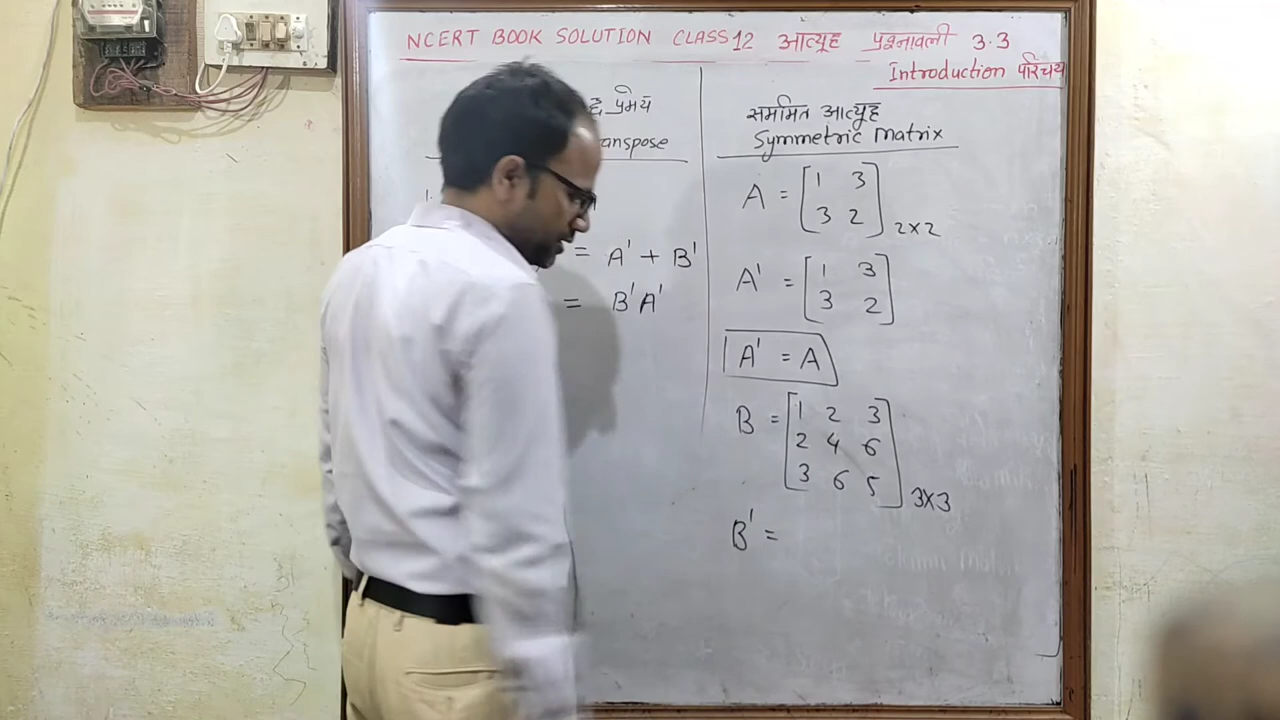 NCERT BOOK SOLUTION CLASS 12 आव्यूह प्रश्नावली 3.3
Introduction परिचय
प्रमेय
= A' + B'
= B'A'
सममित आव्यूह
Symmetric Matrix
A = [1 3
3 2] 2×2
A' = [1 3
3 2]
A' = A
B = [1 2 3
2 4 6
3 6 5] 3×3
B' =